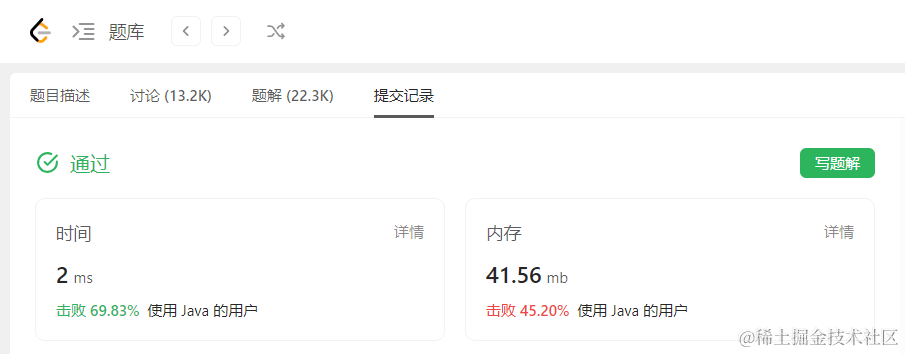 题库
题目描述 讨论 (13.2K) 题解 (22.3K) 提交记录
通过 写题解
时间 详情 内存 详情
2 ms 41.56 mb
击败 69.83% 使用 Java 的用户 击败 45.20% 使用 Java 的用户
@稀土掘金技术社区